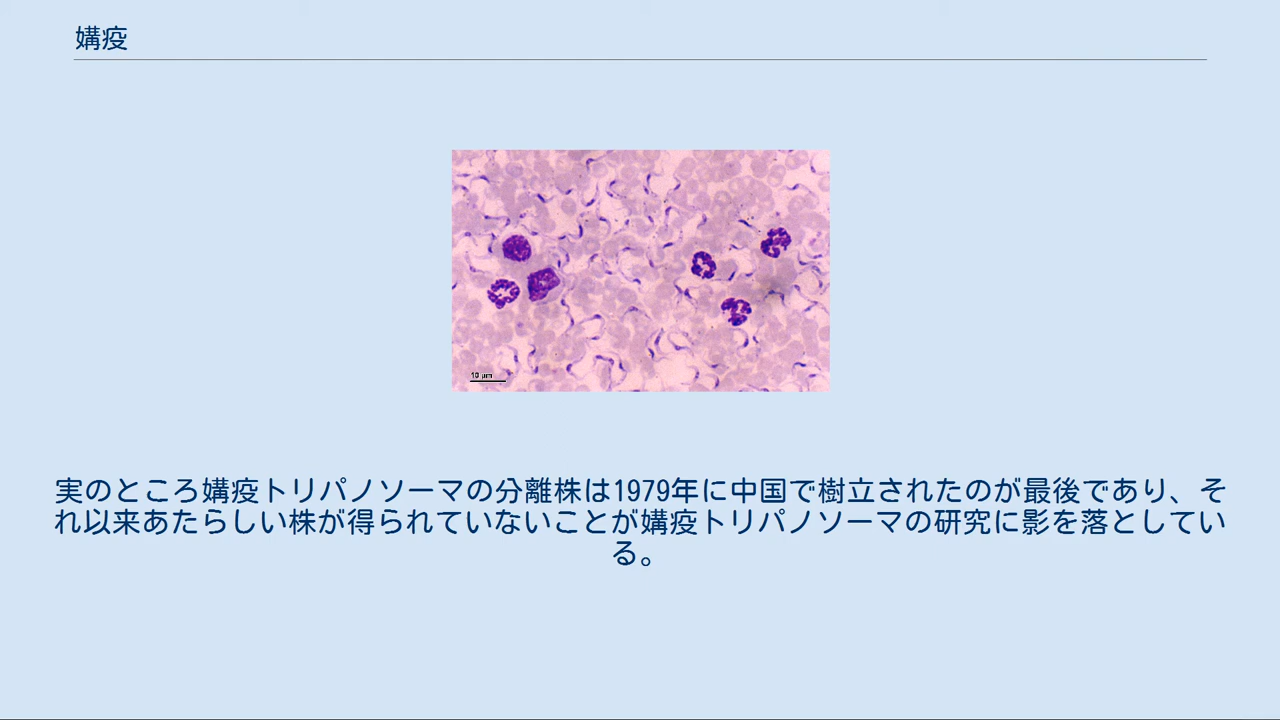 媾疫
10 μm
実のところ媾疫トリパノソーマの分離株は1979年に中国で樹立されたのが最後であり、そ
れ以来あたらしい株が得られていないことが媾疫トリパノソーマの研究に影を落としてい
る。